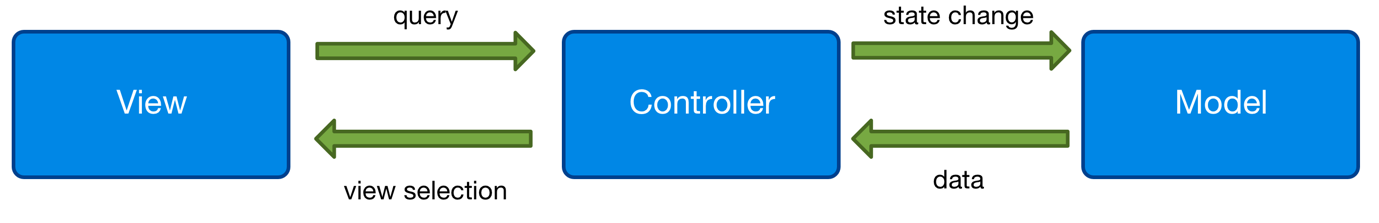 query
state change
View
Controller
Model
view selection
data